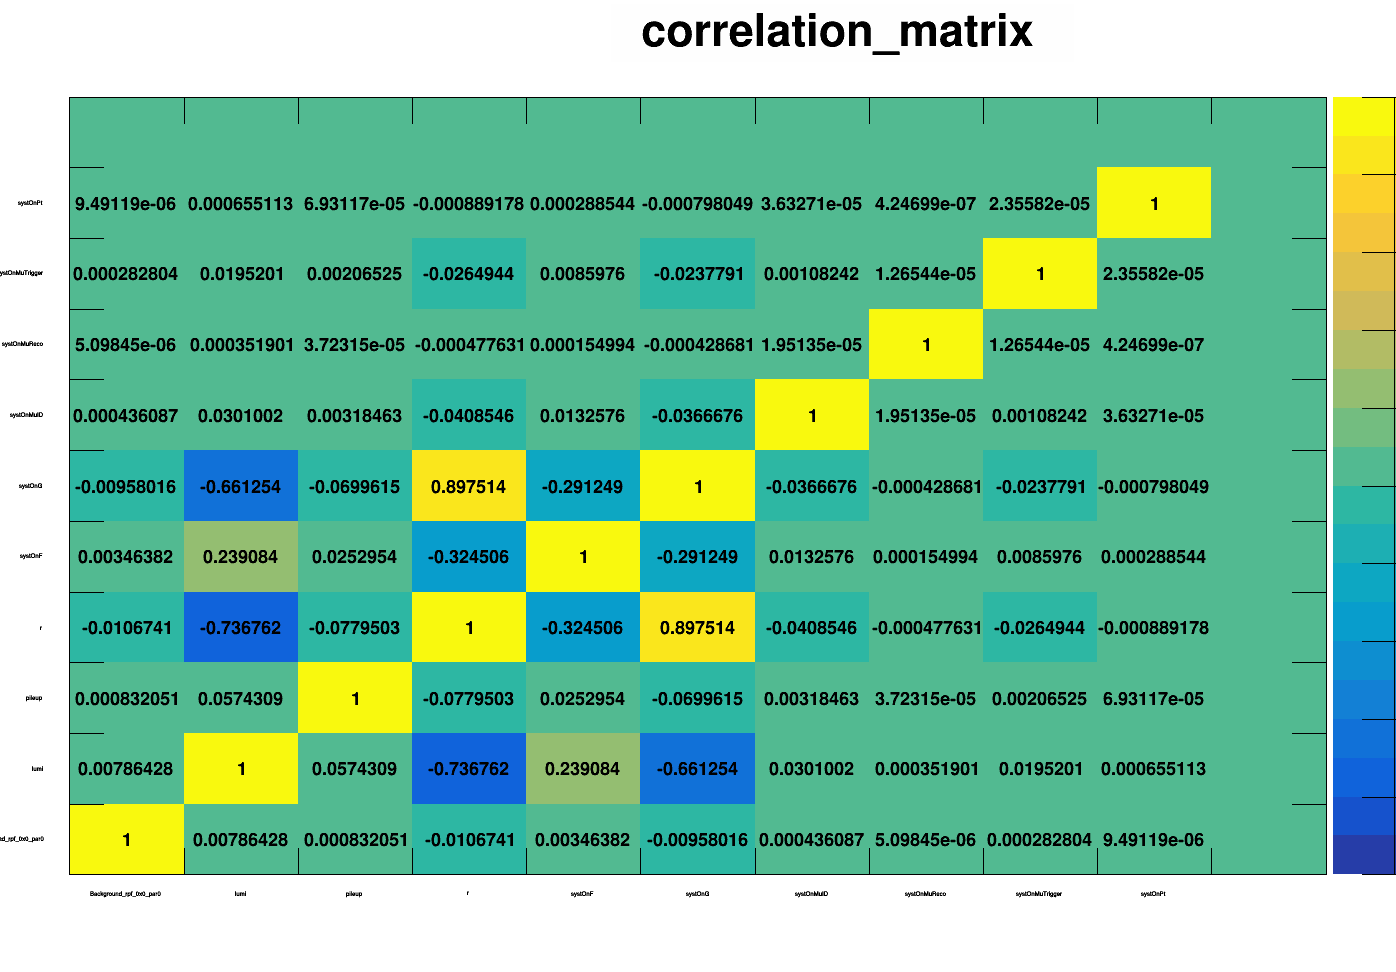 correlation_matrix
systOnPt 9.49119e-06 0.000655113 6.93117e-05 -0.000889178 0.000288544 -0.000798049 3.63271e-05 4.24699e-07 2.35582e-05 1
ystOnMuTrigger 0.000282804 0.0195201 0.00206525 -0.0264944 0.0085976 -0.0237791 0.00108242 1.26544e-05 1 2.35582e-05
systOnMuReco 5.09845e-06 0.000351901 3.72315e-05 -0.000477631 0.000154994 -0.000428681 1.95135e-05 1 1.26544e-05 4.24699e-07
systOnMuID 0.000436087 0.0301002 0.00318463 -0.0408546 0.0132576 -0.0366676 1 1.95135e-05 0.00108242 3.63271e-05
systOnG -0.00958016 -0.661254 -0.0699615 0.897514 -0.291249 1 -0.0366676 -0.000428681 -0.0237791 -0.000798049
systOnF 0.00346382 0.239084 0.0252954 -0.324506 1 -0.291249 0.0132576 0.000154994 0.0085976 0.000288544
r -0.0106741 -0.736762 -0.0779503 1 -0.324506 0.897514 -0.0408546 -0.000477631 -0.0264944 -0.000889178
pileup 0.000832051 0.0574309 1 -0.0779503 0.0252954 -0.0699615 0.00318463 3.72315e-05 0.00206525 6.93117e-05
lumi 0.00786428 1 0.0574309 -0.736762 0.239084 -0.661254 0.0301002 0.000351901 0.0195201 0.000655113
nd_rpf_0x0_par0 1 0.00786428 0.000832051 -0.0106741 0.00346382 -0.00958016 0.000436087 5.09845e-06 0.000282804 9.49119e-06
Background_rpf_0x0_par0 lumi pileup r systOnF systOnG systOnMuID systOnMuReco systOnMuTrigger systOnPt